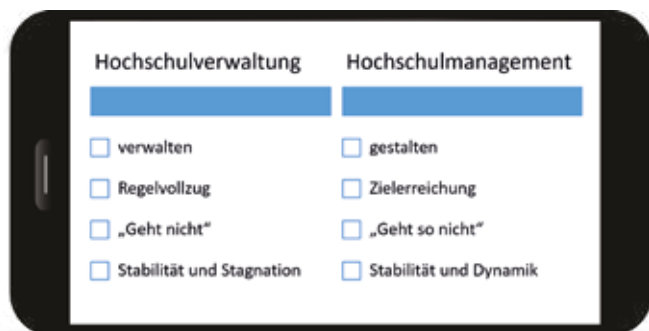 Hochschulverwaltung
verwalten
Regelvollzug
„Geht nicht“
Stabilität und Stagnation
Hochschulmanagement
gestalten
Zielerreichung
„Geht so nicht“
Stabilität und Dynamik